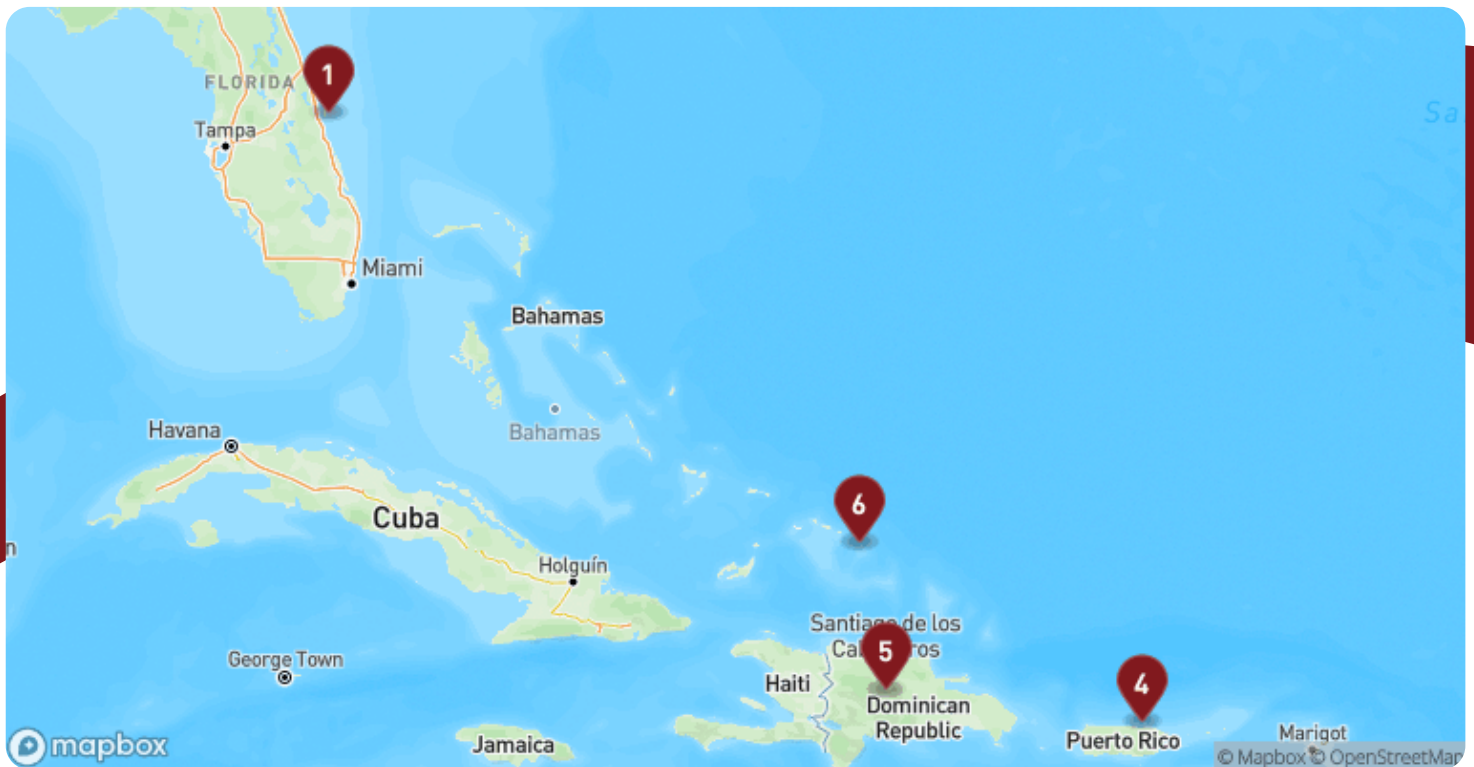 1
FLORIDA
Sa
Tampa
Miami
Bahamas
Bahamas
Havana
6
Cuba
n
Holguín
Santiago de los
5
George Town
Haiti
4
Dominican
Republic
Jamaica
Puerto Rico
Marigot
mapbox
© Mapbox © OpenStreetMap